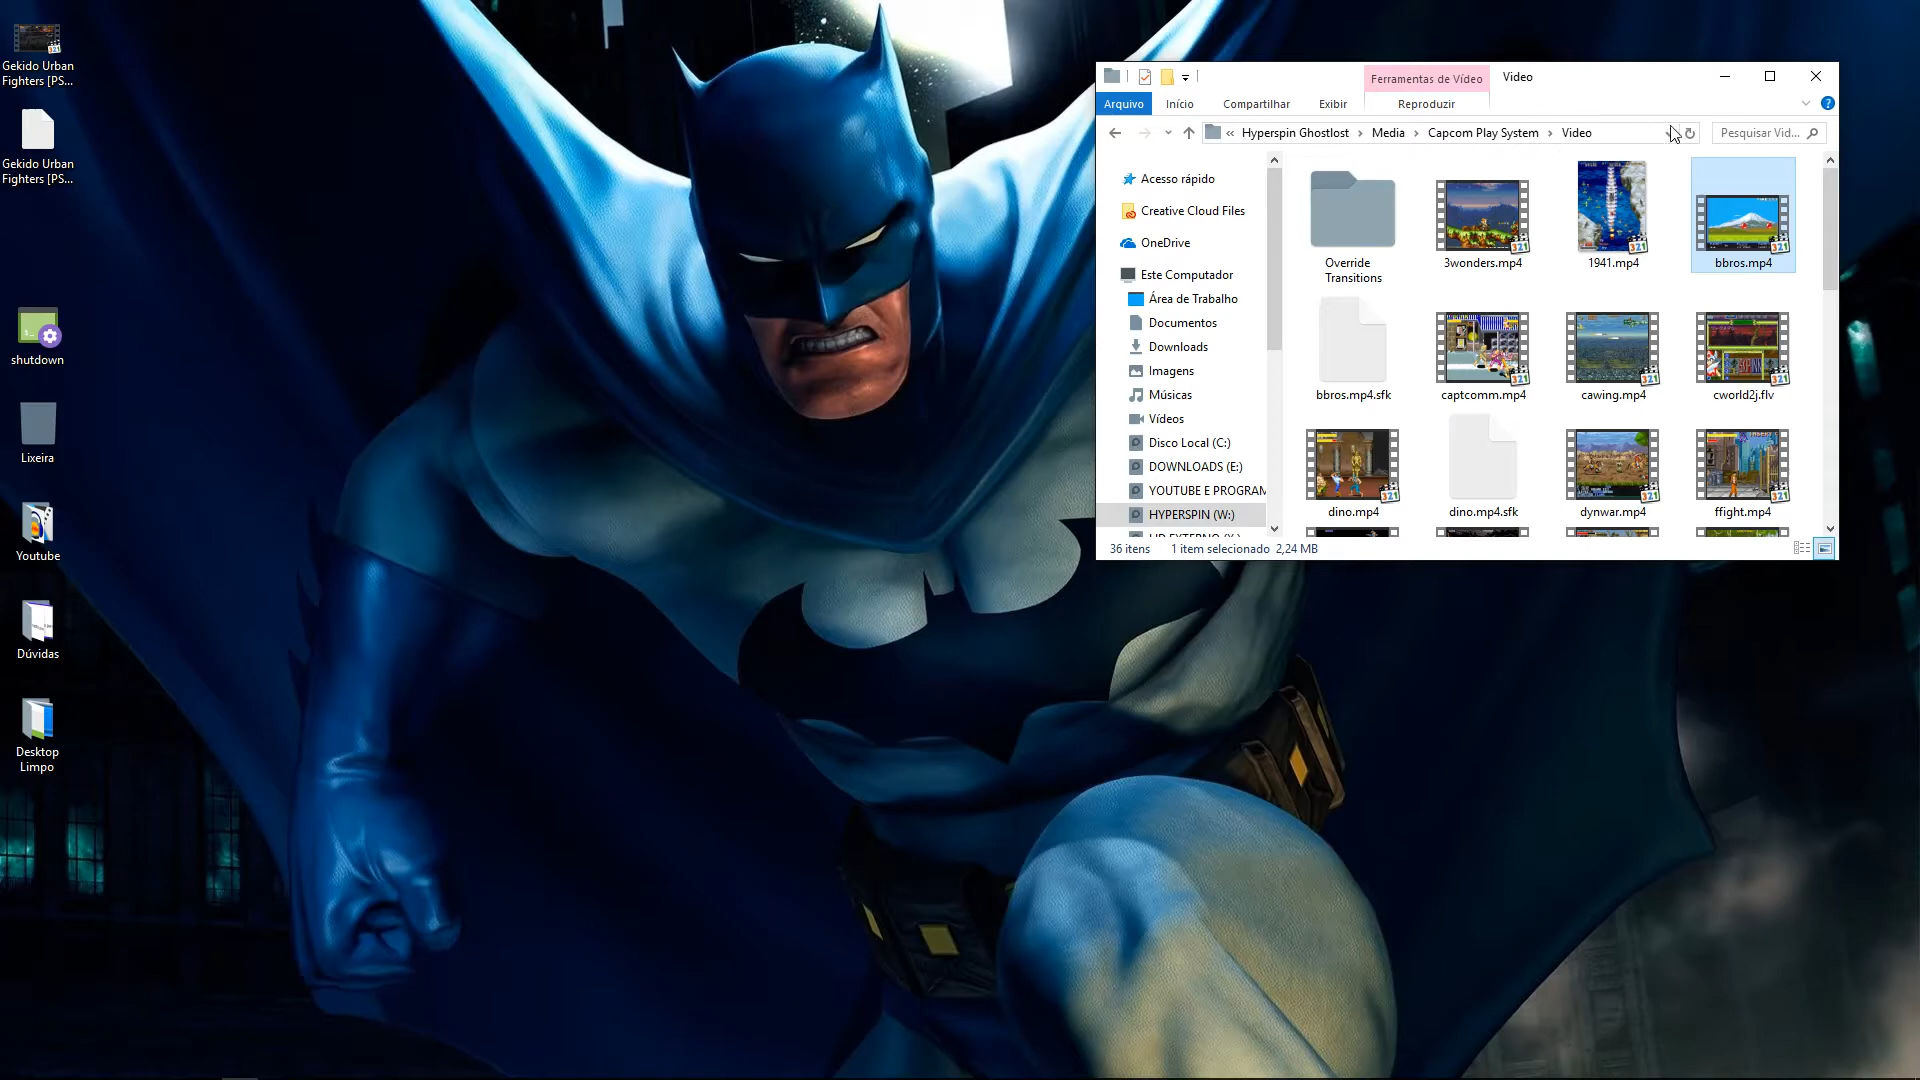 Gekido Urban
Fighters [PS...
Gekido Urban
Fighters [PS...
shutdown
Lixeira
Youtube
Dúvidas
Desktop
Limpo
Ferramentas de Vídeo
Video
Arquivo
Início
Compartilhar
Exibir
Reproduzir
« Hyperspin Ghostlost › Media › Capcom Play System › Video
Pesquisar Vid...
Acesso rápido
Creative Cloud Files
OneDrive
Este Computador
Área de Trabalho
Documentos
Downloads
Imagens
Músicas
Vídeos
Disco Local (C:)
DOWNLOADS (E:)
YOUTUBE E PROGRAM
HYPERSPIN (W:)
Override
Transitions
3wonders.mp4
1941.mp4
bbros.mp4
bbros.mp4.sfk
captcomm.mp4
cawing.mp4
cworld2j.flv
dino.mp4
dino.mp4.sfk
dynwar.mp4
ffight.mp4
36 itens
1 item selecionado 2,24 MB